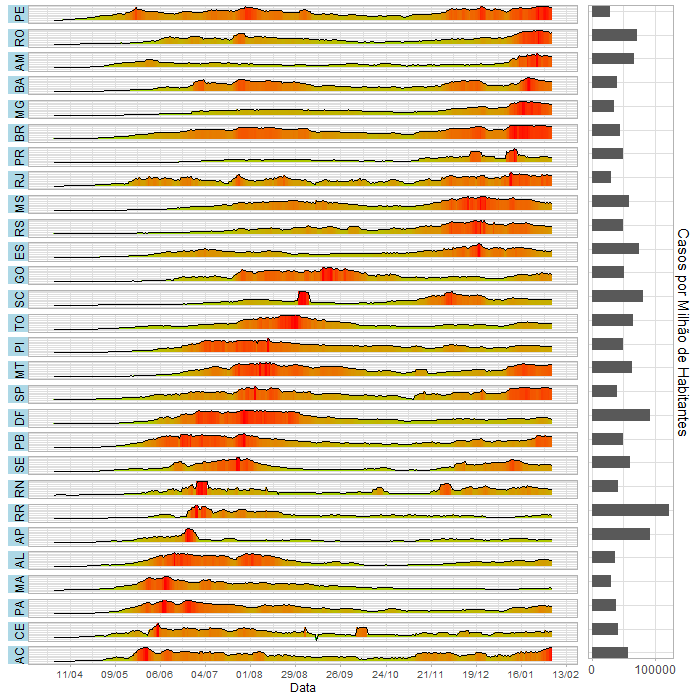 PE
RO
AM
BA
MG
BR
PR
RJ
MS
RS
ES
GO
SC
TO
PI
MT
SP
DF
PB
SE
RN
RR
AP
AL
MA
PA
CE
AC
11/04 09/05 06/06 04/07 01/08 29/08 26/09 24/10 21/11 19/12 16/01 13/02
Data
0 100000
Casos por Milhão de Habitantes